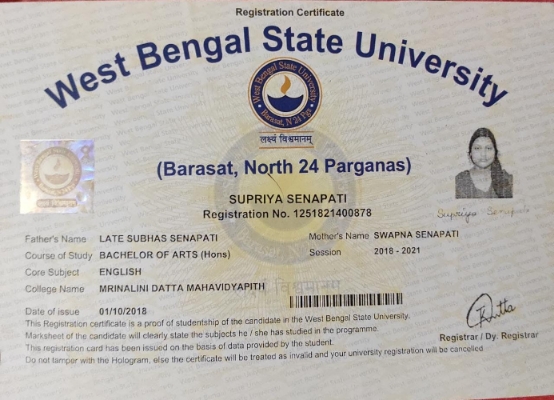 Registration Certificate
West Bengal State University
West Bengal State University
Barasat, N 24 Pgs
लक्ष्यं विश्वमानम्
(Barasat, North 24 Parganas)
SUPRIYA SENAPATI
Registration No. 1251821400878
Supriya Senapati
Father's Name LATE SUBHAS SENAPATI Mother's Name SWAPNA SENAPATI
Course of Study BACHELOR OF ARTS (Hons) Session 2018 - 2021
Core Subject ENGLISH
College Name MRINALINI DATTA MAHAVIDYAPITH
Date of issue 01/10/2018
This Registration certificate is a proof of studentship of the candidate in the West Bengal State University.
Marksheet of the candidate will clearly state the subjects he / she has studied in the programme.
This registration card has been issued on the basis of data provided by the student.
Do not tamper with the Hologram, else the certificate will be treated as invalid and your university registration will be cancelled
Registrar / Dy. Registrar